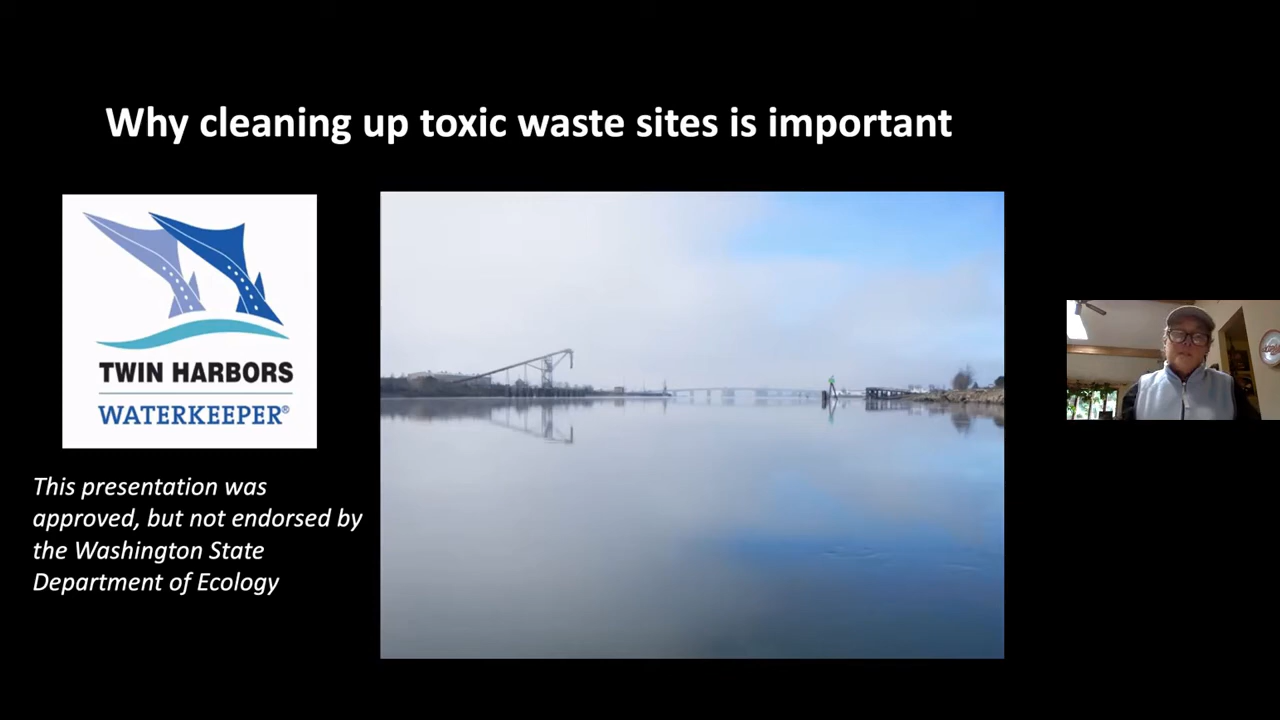 Why cleaning up toxic waste sites is important
TWIN HARBORS
WATERKEEPER®
This presentation was
approved, but not endorsed by
the Washington State
Department of Ecology